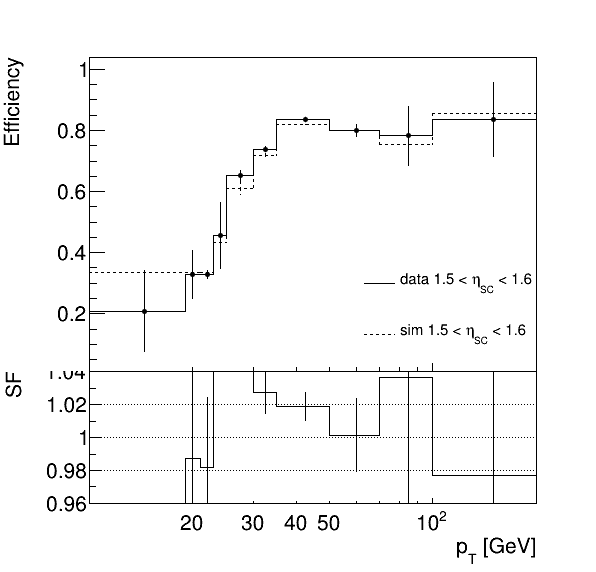 Efficiency
1
0.8
0.6
0.4
0.2
data 1.5 < η_SC < 1.6
sim 1.5 < η_SC < 1.6
SF
1.04
1.02
1
0.98
0.96
20 30 40 50 10²
p_T [GeV]